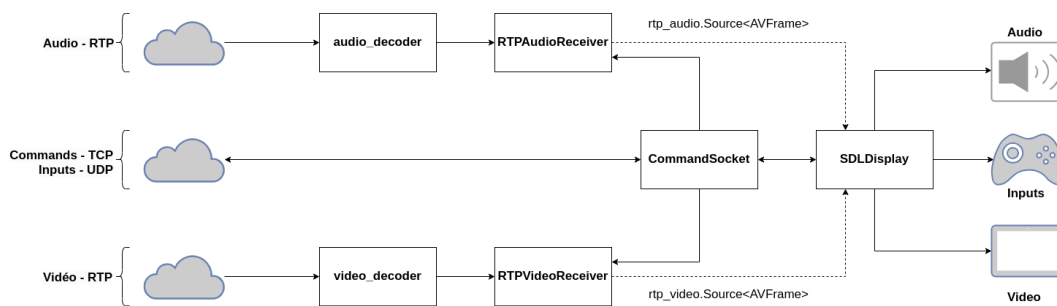 rtp_audio.Source<AVFrame>
Audio
Audio - RTP
audio_decoder
RTPAudioReceiver
Commands - TCP
Inputs - UDP
CommandSocket
SDLDisplay
Inputs
Vidéo - RTP
video_decoder
RTPVideoReceiver
rtp_video.Source<AVFrame>
Video